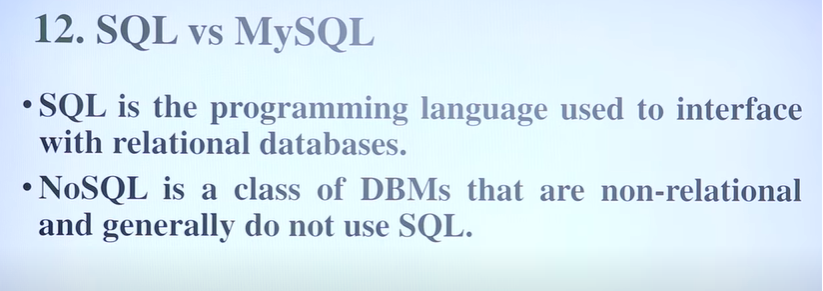 12. SQL vs MySQL
• SQL is the programming language used to interface
with relational databases.
• NoSQL is a class of DBMs that are non-relational
and generally do not use SQL.